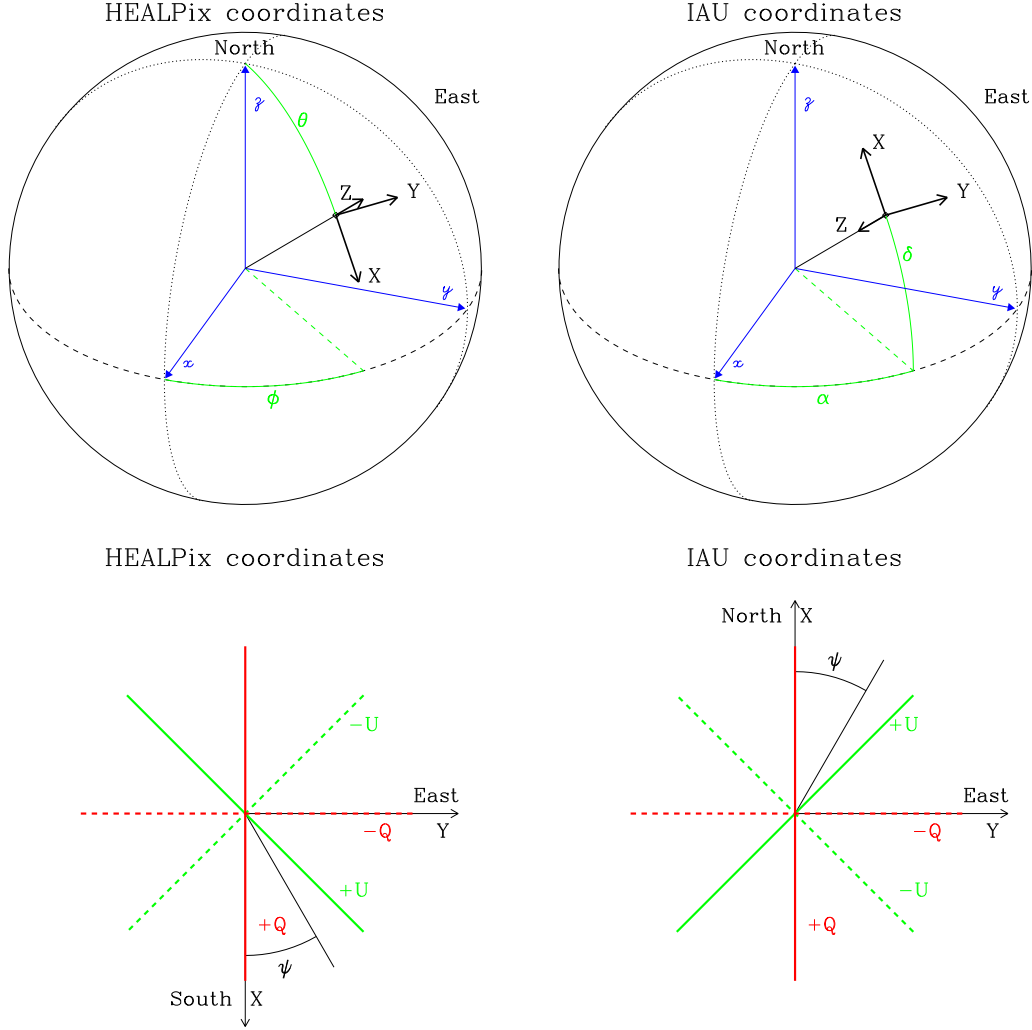 HEALPix coordinates
North
East
z
θ
Z
Y
X
y
x
ϕ
IAU coordinates
North
East
z
X
Y
Z
δ
y
x
α
HEALPix coordinates
−U
East
−Q
Y
+U
+Q
ψ
South X
IAU coordinates
North X
ψ
+U
East
−Q
Y
−U
+Q